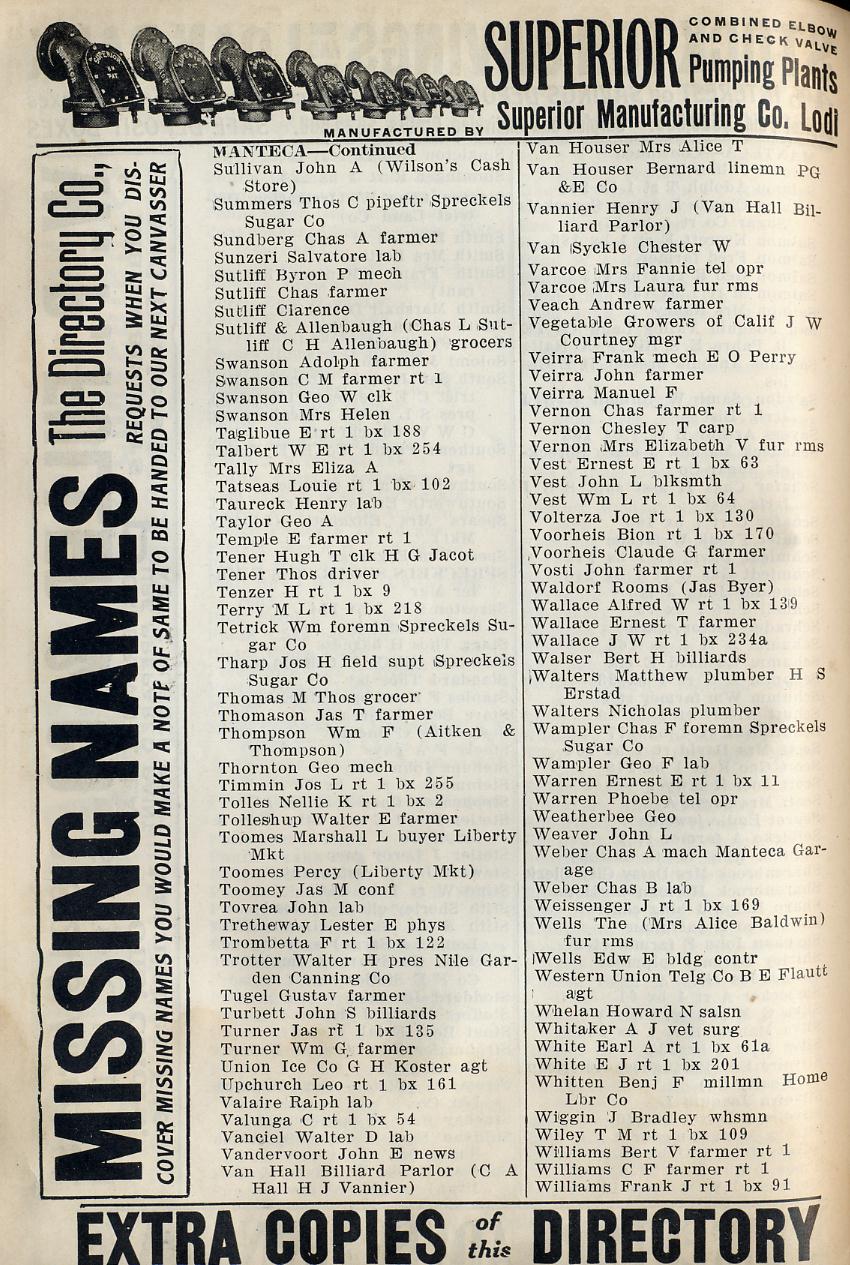 SUPERIOR
COMBINED ELBOW
AND CHECK VALVE
Pumping Plants
MANUFACTURED BY Superior Manufacturing Co. Lodi
MISSING NAMES The Directory Co.,
REQUESTS WHEN YOU DIS-
COVER MISSING NAMES YOU WOULD MAKE A NOTE OF SAME TO BE HANDED TO OUR NEXT CANVASSER
MANTECA—Continued
Sullivan John A (Wilson's Cash
Store)
Summers Thos C pipeftr Spreckels
Sugar Co
Sundberg Chas A farmer
Sunzeri Salvatore lab
Sutliff Byron P mech
Sutliff Chas farmer
Sutliff Clarence
Sutliff & Allenbaugh (Chas L Sut-
liff C H Allenbaugh) grocers
Swanson Adolph farmer
Swanson C M farmer rt 1
Swanson Geo W clk
Swanson Mrs Helen
Taglibue E rt 1 bx 188
Talbert W E rt 1 bx 254
Tally Mrs Eliza A
Tatseas Louie rt 1 bx 102
Taureck Henry lab
Taylor Geo A
Temple E farmer rt 1
Tener Hugh T clk H G Jacot
Tener Thos driver
Tenzer H rt 1 bx 9
Terry M L rt 1 bx 218
Tetrick Wm foremn Spreckels Su-
gar Co
Tharp Jos H field supt Spreckels
Sugar Co
Thomas M Thos grocer
Thomason Jas T farmer
Thompson Wm F (Aitken &
Thompson)
Thornton Geo mech
Timmin Jos L rt 1 bx 255
Tolles Nellie K rt 1 bx 2
Tolleshup Walter E farmer
Toomes Marshall L buyer Liberty
Mkt
Toomes Percy (Liberty Mkt)
Toomey Jas M conf
Tovrea John lab
Tretheway Lester E phys
Trombetta F rt 1 bx 122
Trotter Walter H pres Nile Gar-
den Canning Co
Tugel Gustav farmer
Turbett John S billiards
Turner Jas rt 1 bx 135
Turner Wm G farmer
Union Ice Co G H Koster agt
Upchurch Leo rt 1 bx 161
Valaire Ralph lab
Valunga C rt 1 bx 54
Vanciel Walter D lab
Vandervoort John E news
Van Hall Billiard Parlor (C A
Hall H J Vannier)
Van Houser Mrs Alice T
Van Houser Bernard linemn PG
&E Co
Vannier Henry J (Van Hall Bil-
liard Parlor)
Van Syckle Chester W
Varcoe Mrs Fannie tel opr
Varcoe Mrs Laura fur rms
Veach Andrew farmer
Vegetable Growers of Calif J W
Courtney mgr
Veirra Frank mech E O Perry
Veirra John farmer
Veirra Manuel F
Vernon Chas farmer rt 1
Vernon Chesley T carp
Vernon Mrs Elizabeth V fur rms
Vest Ernest E rt 1 bx 63
Vest John L blksmth
Vest Wm L rt 1 bx 64
Volterza Joe rt 1 bx 130
Voorheis Bion rt 1 bx 170
Voorheis Claude G farmer
Vosti John farmer rt 1
Waldorf Rooms (Jas Byer)
Wallace Alfred W rt 1 bx 139
Wallace Ernest T farmer
Wallace J W rt 1 bx 234a
Walser Bert H billiards
Walters Matthew plumber H S
Erstad
Walters Nicholas plumber
Wampler Chas F foremn Spreckels
Sugar Co
Wampler Geo F lab
Warren Ernest E rt 1 bx 11
Warren Phoebe tel opr
Weatherbee Geo
Weaver John L
Weber Chas A mach Manteca Gar-
age
Weber Chas B lab
Weissenger J rt 1 bx 169
Wells The (Mrs Alice Baldwin)
fur rms
Wells Edw E bldg contr
Western Union Telg Co B E Flautt
agt
Whelan Howard N salsn
Whitaker A J vet surg
White Earl A rt 1 bx 61a
White E J rt 1 bx 201
Whitten Benj F millmn Home
Lbr Co
Wiggin J Bradley whsmn
Wiley T M rt 1 bx 109
Williams Bert V farmer rt 1
Williams C F farmer rt 1
Williams Frank J rt 1 bx 91
EXTRA COPIES of this DIRECTORY